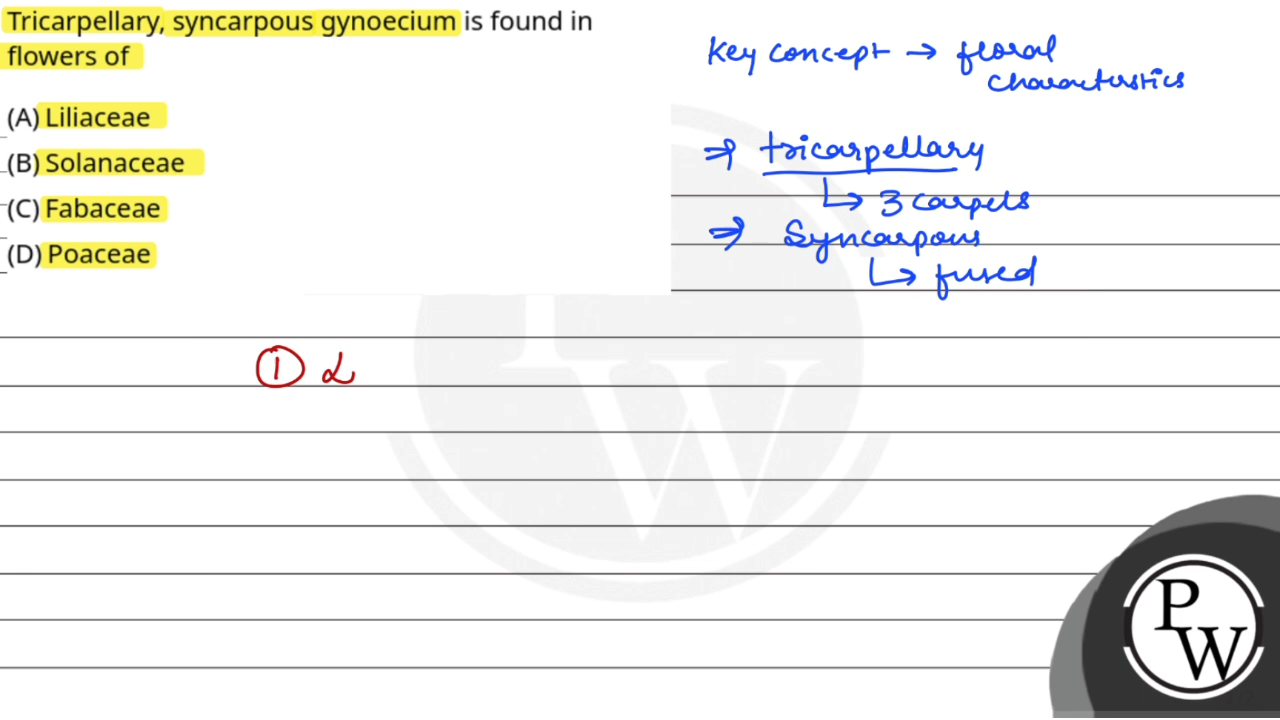 Tricarpellary, syncarpous gynoecium is found in
flowers of
(A) Liliaceae
(B) Solanaceae
(C) Fabaceae
(D) Poaceae
Key concept → floral
characteristics
⇒ tricarpellary
↳ 3 carpels
⇒ Syncarpous
↳ fused
① L
PW
PW